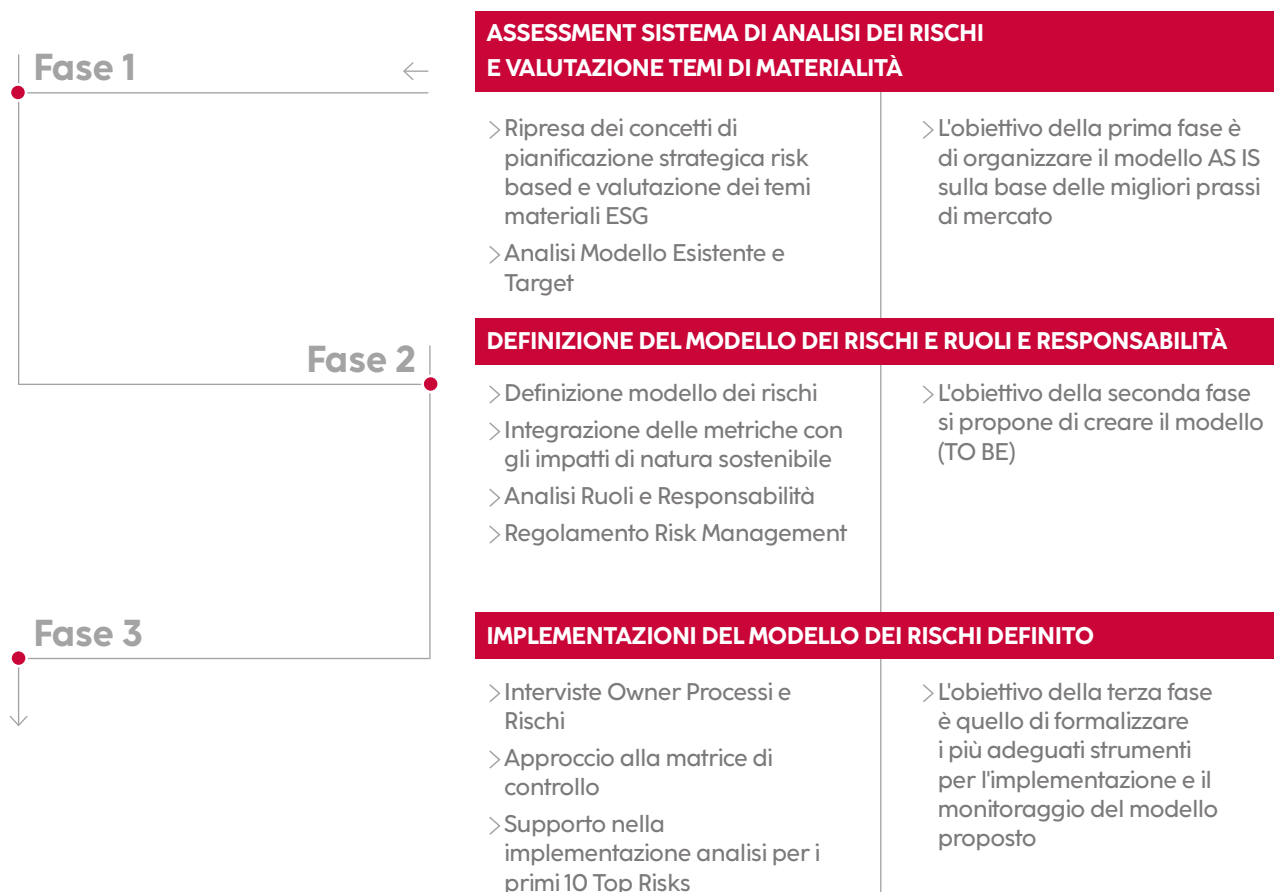 Fase 1
ASSESSMENT SISTEMA DI ANALISI DEI RISCHI
E VALUTAZIONE TEMI DI MATERIALITÀ
Ripresa dei concetti di
pianificazione strategica risk
based e valutazione dei temi
materiali ESG
Analisi Modello Esistente e
Target
L'obiettivo della prima fase è
di organizzare il modello AS IS
sulla base delle migliori prassi
di mercato
Fase 2
DEFINIZIONE DEL MODELLO DEI RISCHI E RUOLI E RESPONSABILITÀ
Definizione modello dei rischi
Integrazione delle metriche con
gli impatti di natura sostenibile
Analisi Ruoli e Responsabilità
Regolamento Risk Management
L'obiettivo della seconda fase
si propone di creare il modello
(TO BE)
Fase 3
IMPLEMENTAZIONI DEL MODELLO DEI RISCHI DEFINITO
Interviste Owner Processi e
Rischi
Approccio alla matrice di
controllo
Supporto nella
implementazione analisi per i
primi 10 Top Risks
L'obiettivo della terza fase
è quello di formalizzare
i più adeguati strumenti
per l'implementazione e il
monitoraggio del modello
proposto